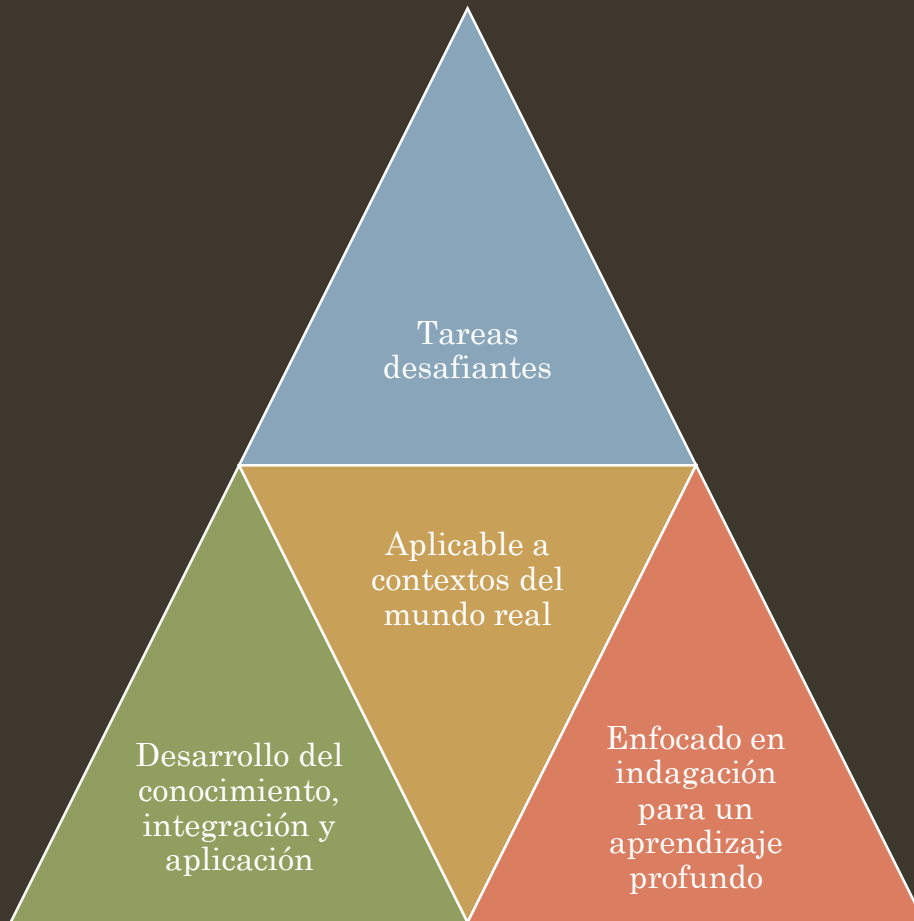 Tareas
desafiantes
Aplicable a
contextos del
mundo real
Desarrollo del
conocimiento,
integración y
aplicación
Enfocado en
indagación
para un
aprendizaje
profundo